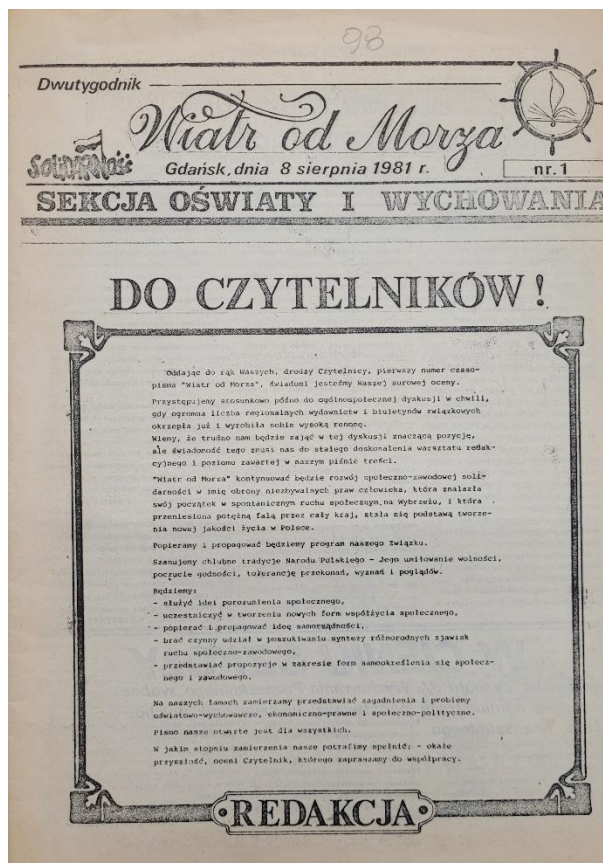 98
Dwutygodnik
Wiatr od Morza
Solidarność
Gdańsk, dnia 8 sierpnia 1981 r.
nr. 1
SEKCJA OŚWIATY I WYCHOWANIA
DO CZYTELNIKÓW!
Oddając do rąk Waszych, drodzy Czytelnicy, pierwszy numer czaso-
pisma "Wiatr od Morza", świadomi jesteśmy Waszej surowej oceny.
Przystępujemy stosunkowo późno do ogólnospołecznej dyskusji w chwili,
gdy ogromna liczba regionalnych wydawnictw i biuletynów związkowych
okrzepła już i wyrobiła sobie wysoką renomę.
Wiemy, że trudno nam będzie zająć w tej dyskusji znaczącą pozycję,
ale świadomość tego zmusi nas do stałego doskonalenia warsztatu redak-
cyjnego i poziomu zawartej w naszym piśmie treści.
"Wiatr od Morza" kontynuować będzie rozwój społeczno-zawodowej soli-
darności w imię obrony niezbywalnych praw człowieka, która znalazła
swój początek w spontanicznym ruchu społecznym na Wybrzeżu, i która
przeniesiona potężną falą przez cały kraj, stała się podstawą tworze-
nia nowej jakości życia w Polsce.
Popieramy i propagować będziemy program naszego Związku.
Szanujemy chlubne tradycje Narodu Polskiego - Jego umiłowanie wolności,
poczucie godności, tolerancję przekonań, wyznań i poglądów.
Będziemy:
- służyć idei porozumienia społecznego,
- uczestniczyć w tworzeniu nowych form współżycia społecznego,
- popierać i propagować ideę samorządności,
- brać czynny udział w poszukiwaniu syntezy różnorodnych zjawisk
ruchu społeczno-zawodowego,
- przedstawiać propozycje w zakresie form samookreślenia się społecz-
nego i zawodowego.
Na naszych łamach zamierzamy przedstawiać zagadnienia i problemy
oświatowo-wychowawcze, ekonomiczno-prawne i społeczno-polityczne.
Pismo nasze otwarte jest dla wszystkich.
W jakim stopniu zamierzenia nasze potrafimy spełnić; - okaże
przyszłość, oceni Czytelnik, którego zapraszamy do współpracy.
REDAKCJA